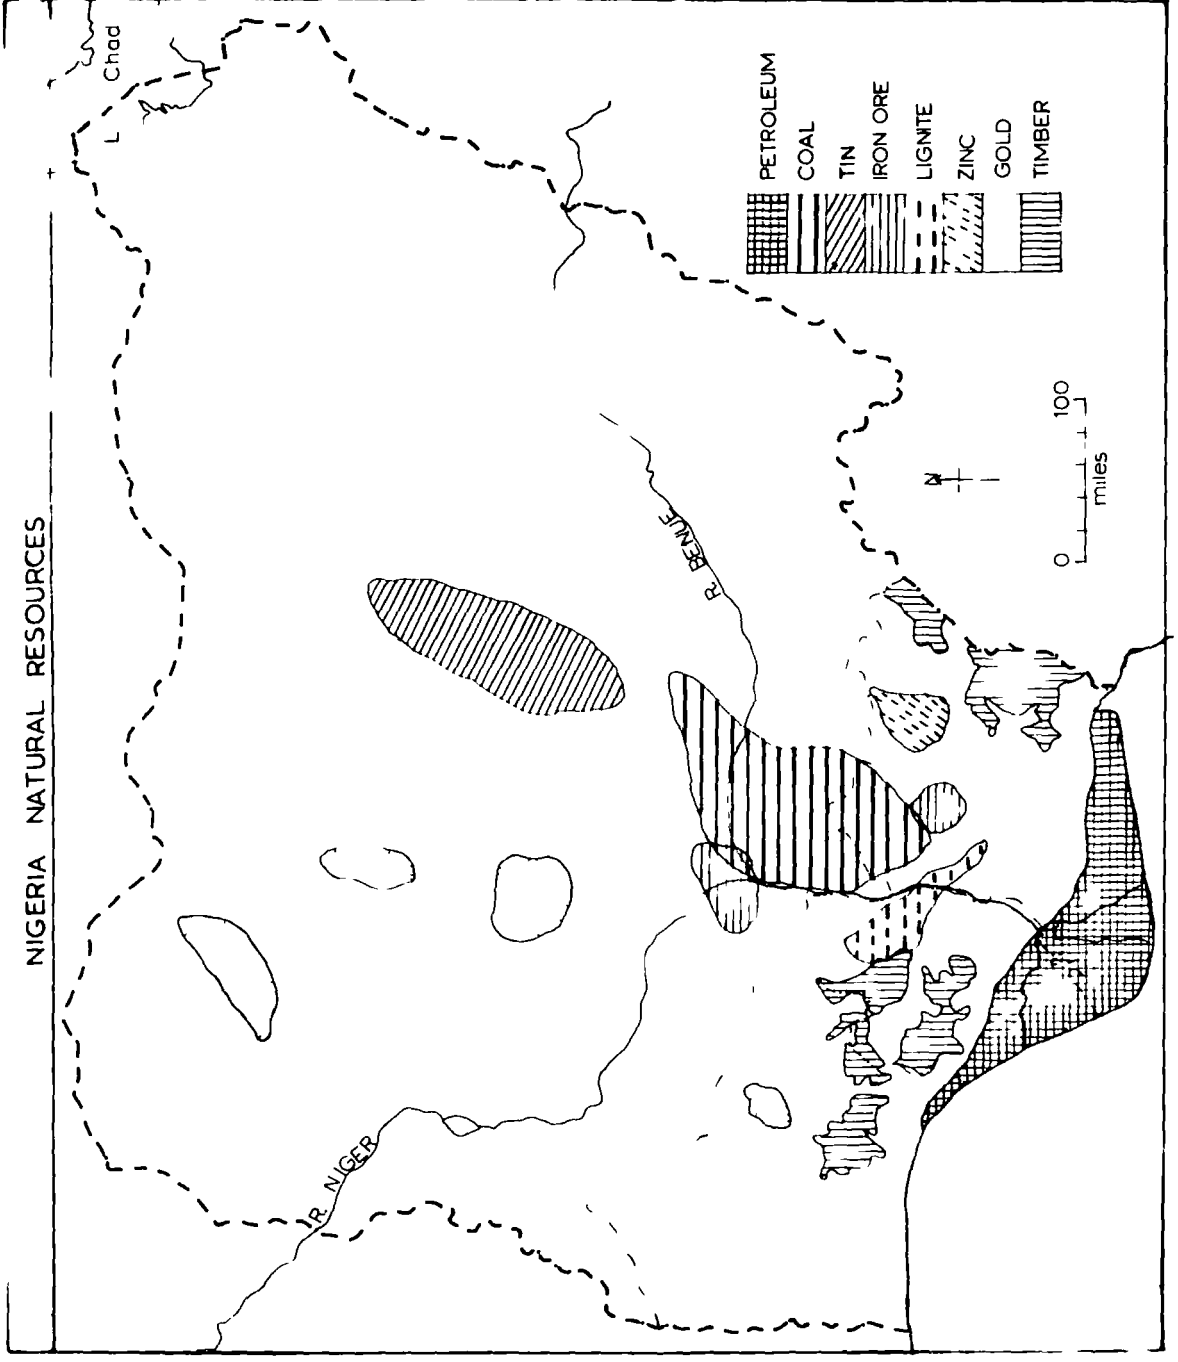 NIGERIA NATURAL RESOURCES
L Chad
R. NIGER
R. BENUE
PETROLEUM
COAL
TIN
IRON ORE
LIGNITE
ZINC
GOLD
TIMBER
N
0 100
miles